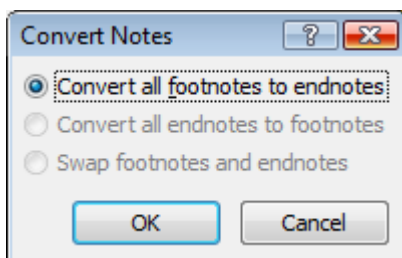 Convert Notes
Convert all footnotes to endnotes
Convert all endnotes to footnotes
Swap footnotes and endnotes
OK Cancel